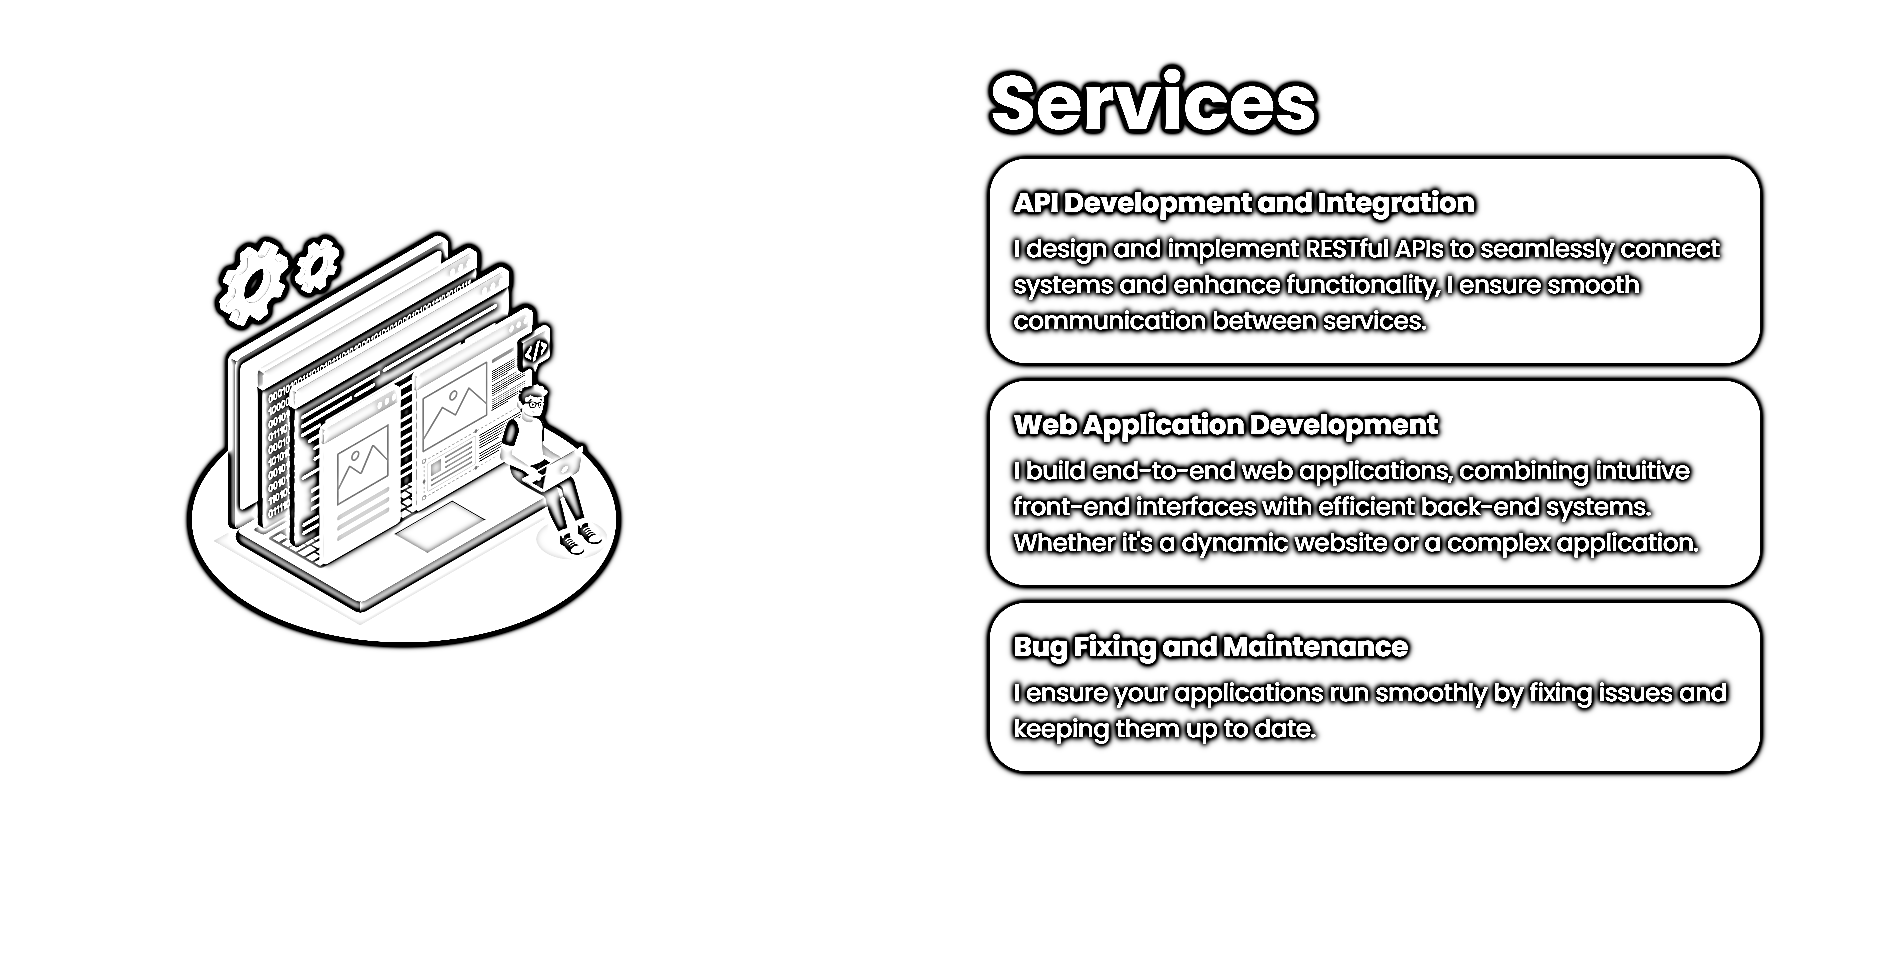 Services
API Development and Integration
I design and implement RESTful APIs to seamlessly connect
systems and enhance functionality, I ensure smooth
communication between services.
Web Application Development
I build end-to-end web applications, combining intuitive
front-end interfaces with efficient back-end systems.
Whether it's a dynamic website or a complex application.
Bug Fixing and Maintenance
I ensure your applications run smoothly by fixing issues and
keeping them up to date.